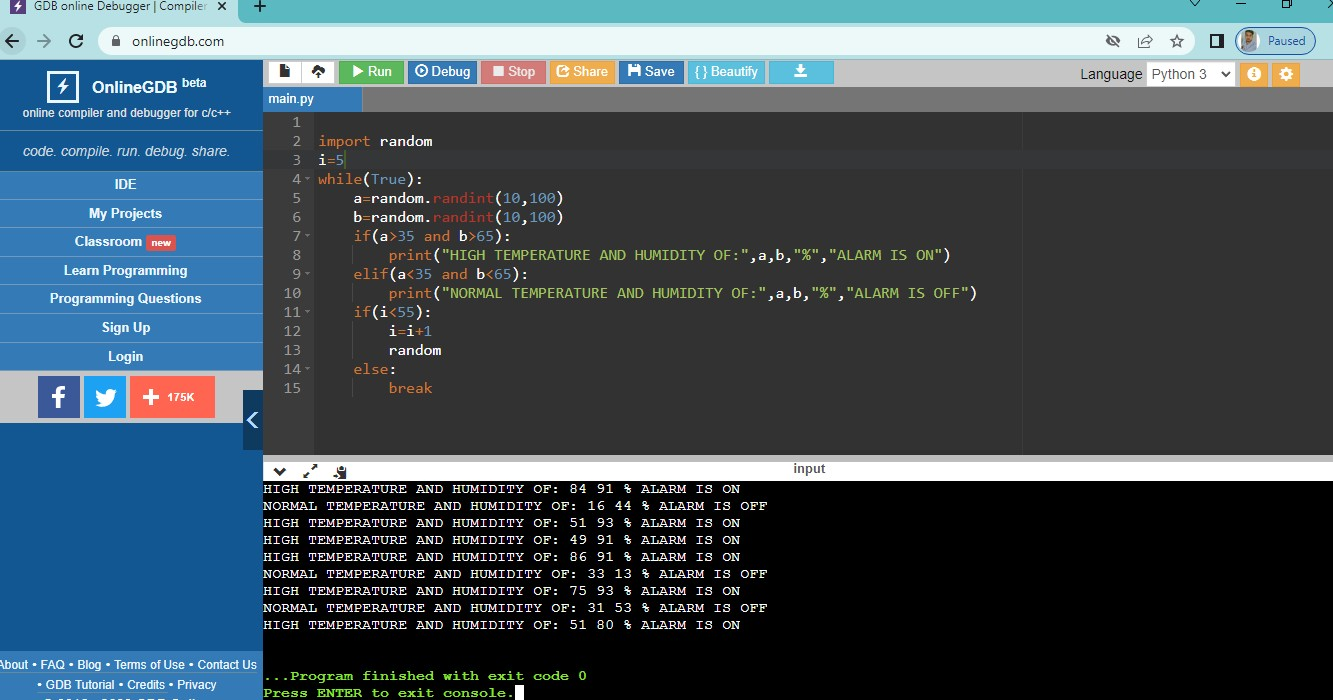 GDB online Debugger | Compiler
onlinegdb.com
Paused
OnlineGDB beta
online compiler and debugger for c/c++
code. compile. run. debug. share.
IDE
My Projects
Classroom new
Learn Programming
Programming Questions
Sign Up
Login
175K
About • FAQ • Blog • Terms of Use • Contact Us
• GDB Tutorial • Credits • Privacy
Run Debug Stop Share Save { } Beautify
Language Python 3
main.py
1
2 import random
3 i=5
4 while(True):
5 a=random.randint(10,100)
6 b=random.randint(10,100)
7 if(a>35 and b>65):
8 print("HIGH TEMPERATURE AND HUMIDITY OF:",a,b,"%","ALARM IS ON")
9 elif(a<35 and b<65):
10 print("NORMAL TEMPERATURE AND HUMIDITY OF:",a,b,"%","ALARM IS OFF")
11 if(i<55):
12 i=i+1
13 random
14 else:
15 break
input
HIGH TEMPERATURE AND HUMIDITY OF: 84 91 % ALARM IS ON
NORMAL TEMPERATURE AND HUMIDITY OF: 16 44 % ALARM IS OFF
HIGH TEMPERATURE AND HUMIDITY OF: 51 93 % ALARM IS ON
HIGH TEMPERATURE AND HUMIDITY OF: 49 91 % ALARM IS ON
HIGH TEMPERATURE AND HUMIDITY OF: 86 91 % ALARM IS ON
NORMAL TEMPERATURE AND HUMIDITY OF: 33 13 % ALARM IS OFF
HIGH TEMPERATURE AND HUMIDITY OF: 75 93 % ALARM IS ON
NORMAL TEMPERATURE AND HUMIDITY OF: 31 53 % ALARM IS OFF
HIGH TEMPERATURE AND HUMIDITY OF: 51 80 % ALARM IS ON
...Program finished with exit code 0
Press ENTER to exit console.